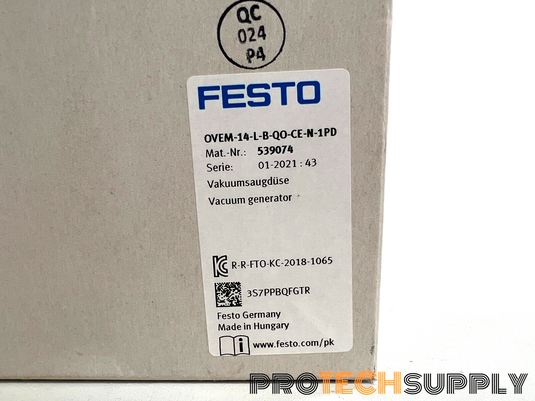 QC
024
P4
FESTO
OVEM-14-L-B-QO-CE-N-1PD
Mat.-Nr.: 539074
Serie: 01-2021 : 43
Vakuumsaugdüse
Vacuum generator
R-R-FTO-KC-2018-1065
3S7PPBQFGTR
Festo Germany
Made in Hungary
www.festo.com/pk
PROTECHSUPPLY